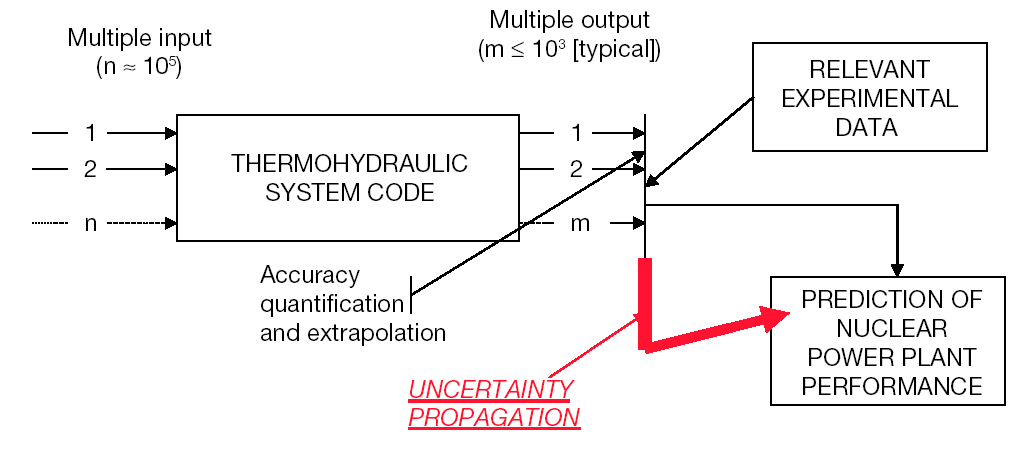 Multiple input
(n ≈ 10⁵)
Multiple output
(m ≤ 10³ [typical])
RELEVANT
EXPERIMENTAL
DATA
1
2
n
THERMOHYDRAULIC
SYSTEM CODE
1
2
m
Accuracy
quantification
and extrapolation
UNCERTAINTY
PROPAGATION
PREDICTION OF
NUCLEAR
POWER PLANT
PERFORMANCE